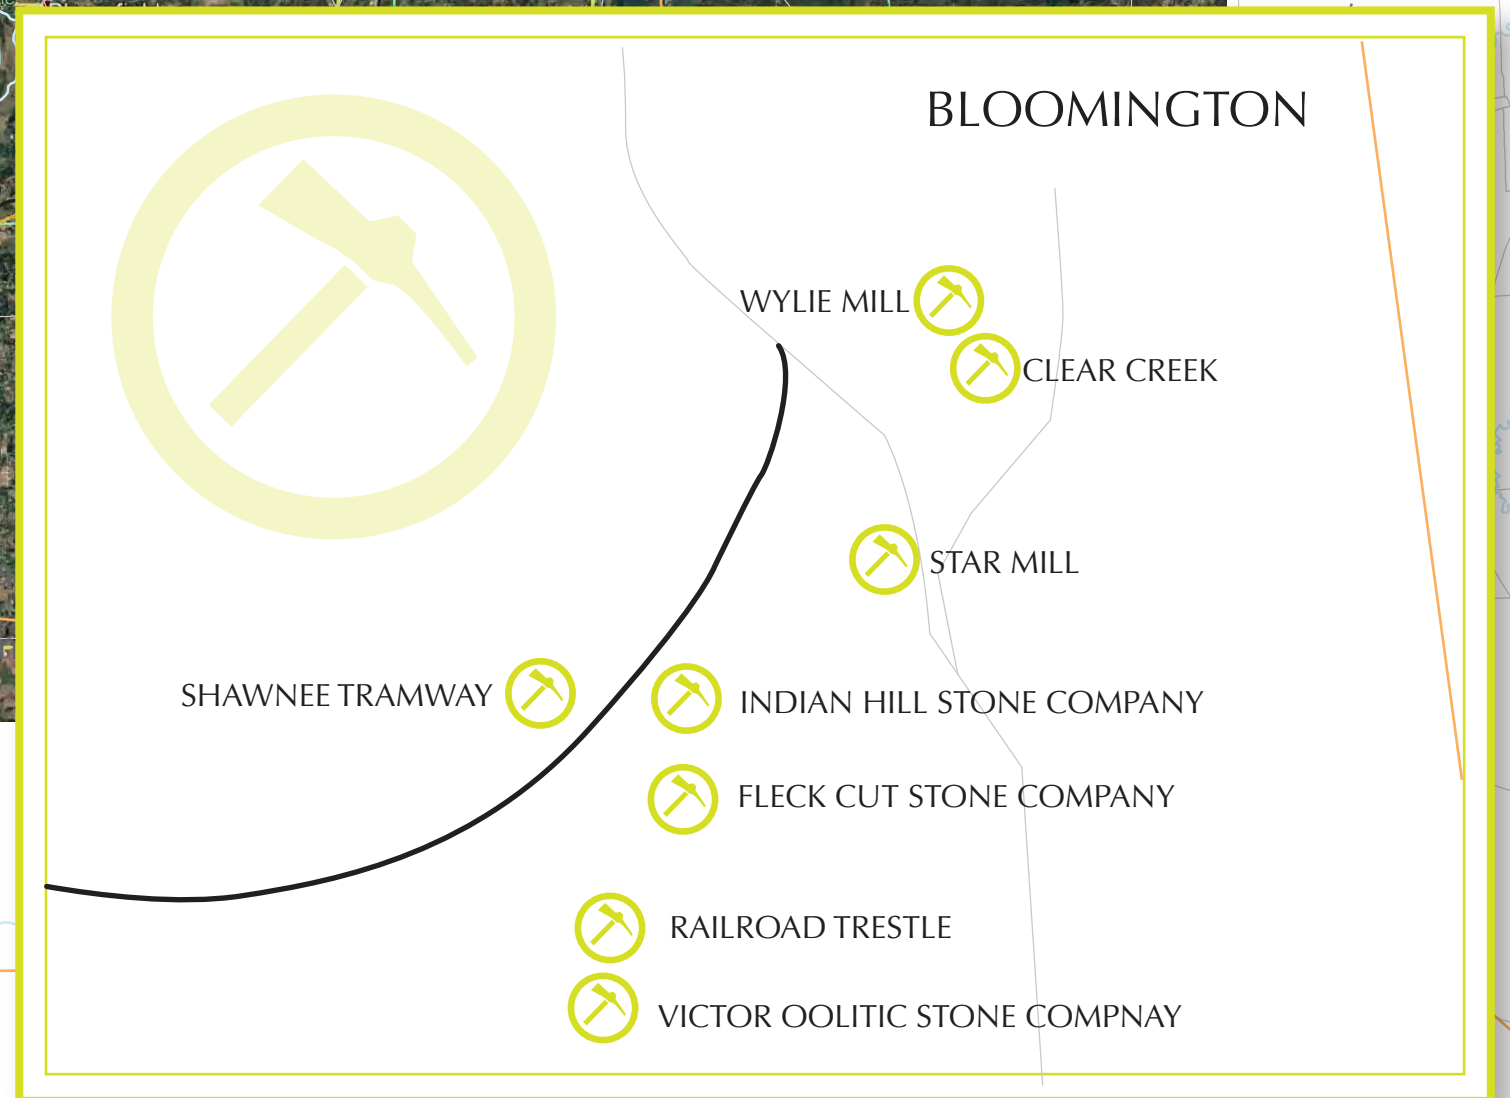 BLOOMINGTON
WYLIE MILL
CLEAR CREEK
STAR MILL
SHAWNEE TRAMWAY
INDIAN HILL STONE COMPANY
FLECK CUT STONE COMPANY
RAILROAD TRESTLE
VICTOR OOLITIC STONE COMPNAY